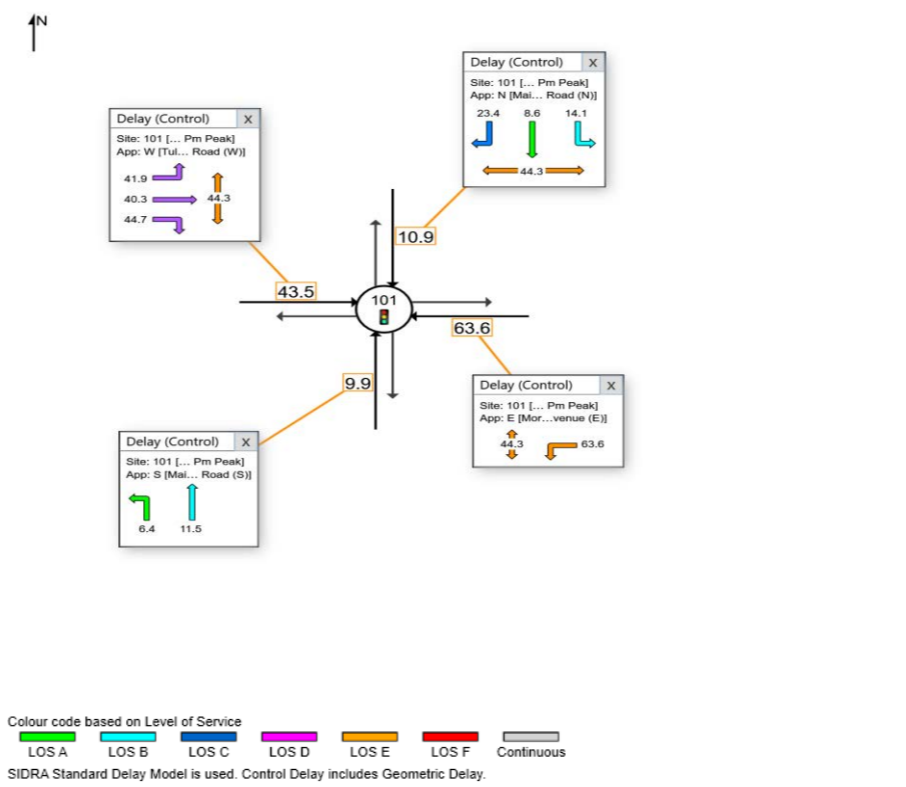 N
Delay (Control) X
Site: 101 [... Pm Peak]
App: N [Mai... Road (N)]
23.4 8.6 14.1
44.3
Delay (Control) X
Site: 101 [... Pm Peak]
App: W [Tul... Road (W)]
41.9
40.3 44.3
44.7
10.9
43.5
101
63.6
9.9
Delay (Control) X
Site: 101 [... Pm Peak]
App: E [Mor...venue (E)]
44.3 63.6
Delay (Control) X
Site: 101 [... Pm Peak]
App: S [Mai... Road (S)]
6.4 11.5
Colour code based on Level of Service
LOS A LOS B LOS C LOS D LOS E LOS F Continuous
SIDRA Standard Delay Model is used. Control Delay includes Geometric Delay.